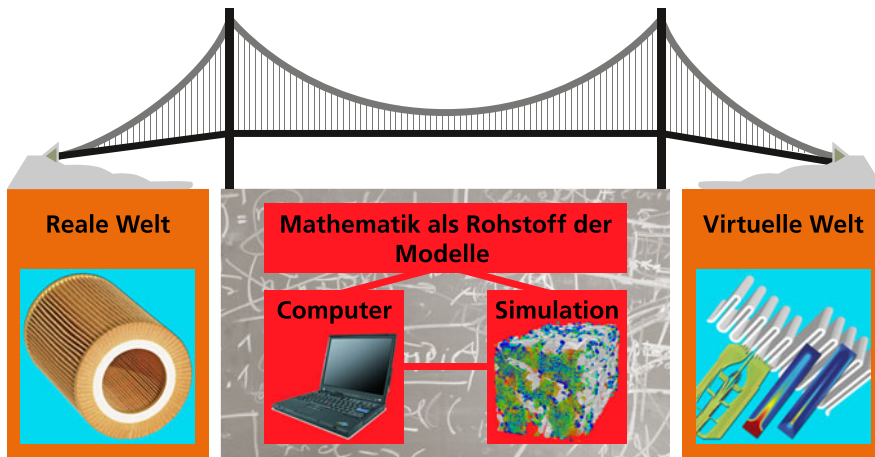 Reale Welt
Mathematik als Rohstoff der
Modelle
Virtuelle Welt
Computer
Simulation